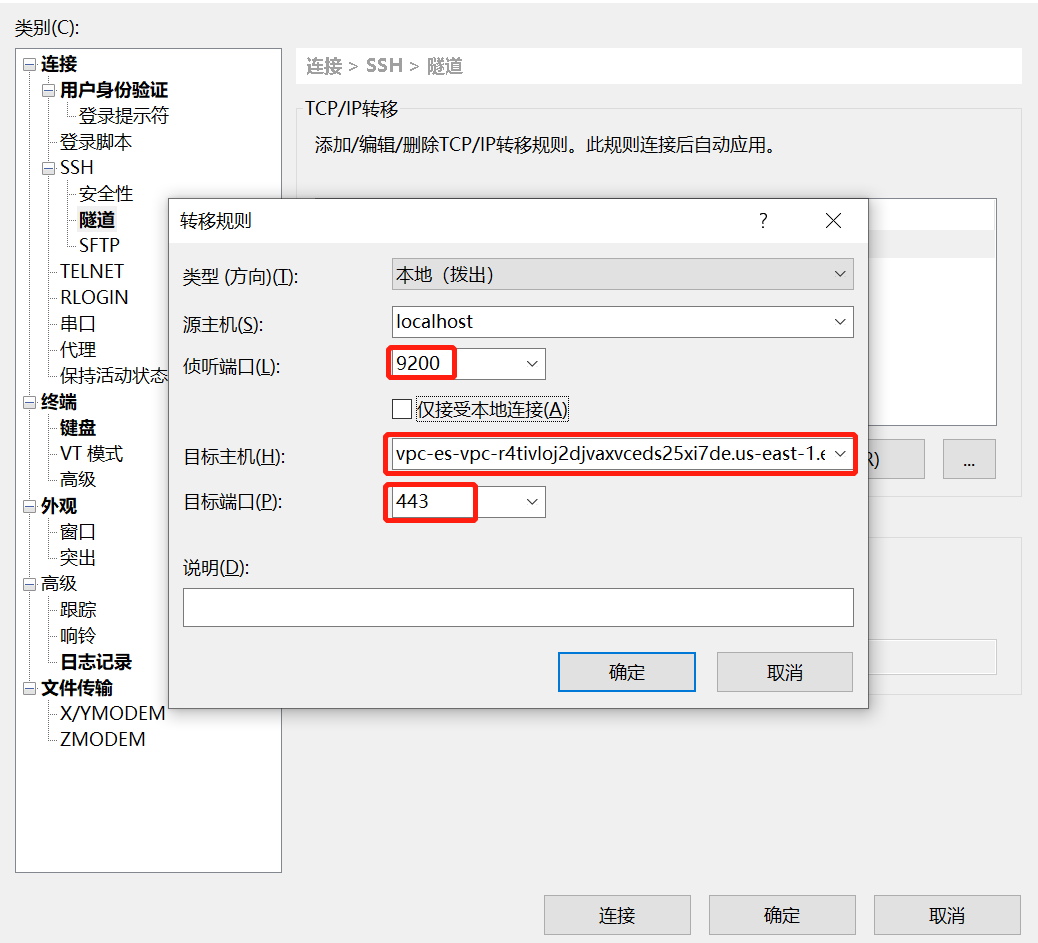 类别(C):
连接
用户身份验证
登录提示符
登录脚本
SSH
安全性
隧道
SFTP
TELNET
RLOGIN
串口
代理
保持活动状态
终端
键盘
VT 模式
高级
外观
窗口
突出
高级
跟踪
响铃
日志记录
文件传输
X/YMODEM
ZMODEM
连接 > SSH > 隧道
TCP/IP转移
添加/编辑/删除TCP/IP转移规则。此规则连接后自动应用。
R)
...
转移规则
?
类型 (方向)(T):
本地（拨出）
源主机(S):
localhost
侦听端口(L):
9200
仅接受本地连接(A)
目标主机(H):
vpc-es-vpc-r4tivloj2djvaxvceds25xi7de.us-east-1.e
目标端口(P):
443
说明(D):
确定
取消
连接
确定
取消